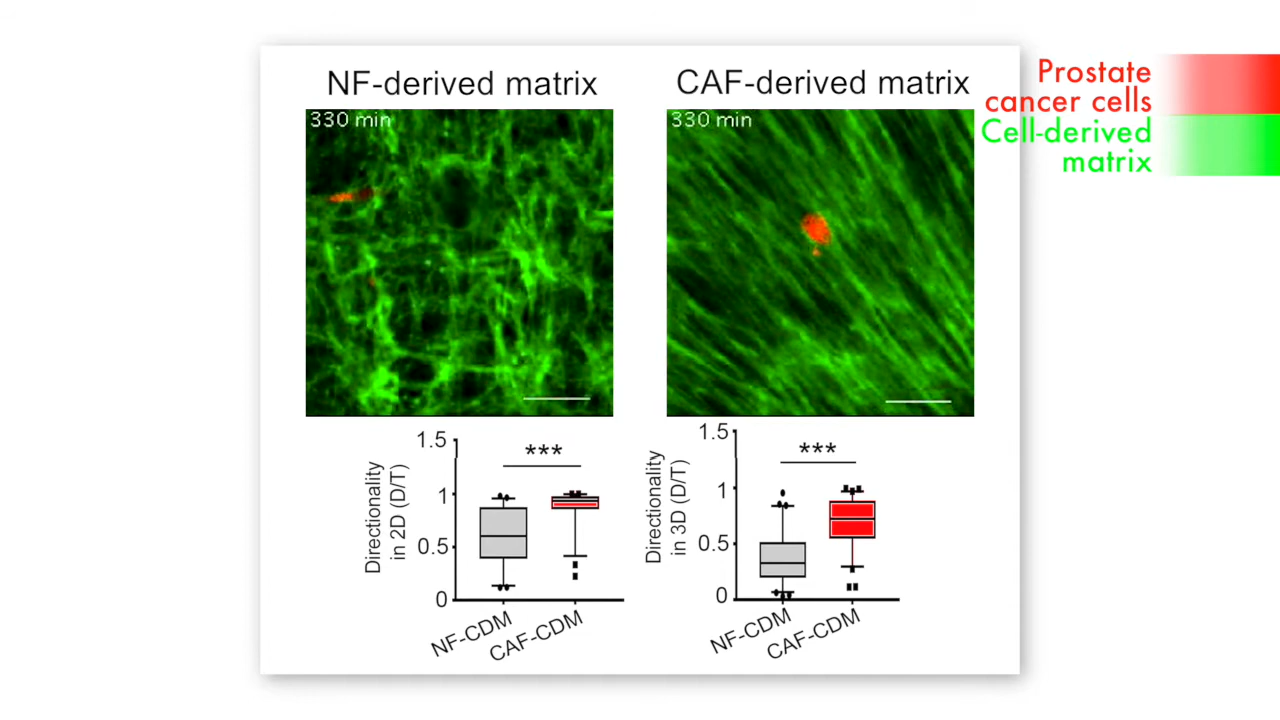 NF-derived matrix
CAF-derived matrix
Prostate
cancer cells
Cell-derived
matrix
330 min
330 min
Directionality
in 2D (D/T)
1.5
1
0.5
0
***
NF-CDM
CAF-CDM
Directionality
in 3D (D/T)
1.5
1
0.5
0
***
NF-CDM
CAF-CDM